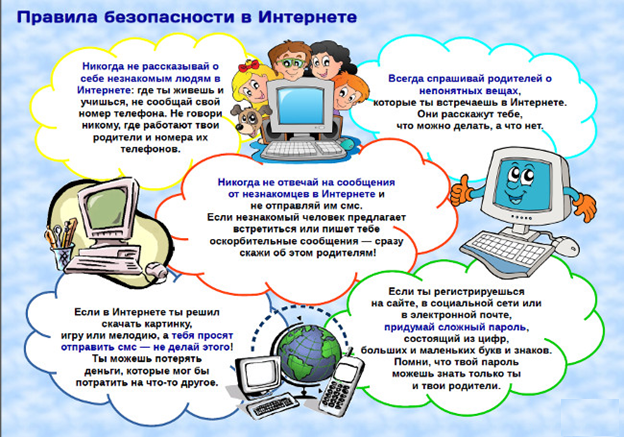 Правила безопасности в Интернете
Никогда не рассказывай о
себе незнакомым людям в
Интернете: где ты живешь и
учишься, не сообщай свой
номер телефона. Не говори
никому, где работают твои
родители и номера их
телефонов.
Всегда спрашивай родителей о
непонятных вещах,
которые ты встречаешь в Интернете.
Они расскажут тебе,
что можно делать, а что нет.
Никогда не отвечай на сообщения
от незнакомцев в Интернете и
не отправляй им смс.
Если незнакомый человек предлагает
встретиться или пишет тебе
оскорбительные сообщения — сразу
скажи об этом родителям!
Если в Интернете ты решил
скачать картинку,
игру или мелодию, а тебя просят
отправить смс — не делай этого!
Ты можешь потерять
деньги, которые мог бы
потратить на что-то другое.
Если ты регистрируешься
на сайте, в социальной сети или
в электронной почте,
придумай сложный пароль,
состоящий из цифр,
больших и маленьких букв и знаков.
Помни, что твой пароль
можешь знать только ты
и твои родители.